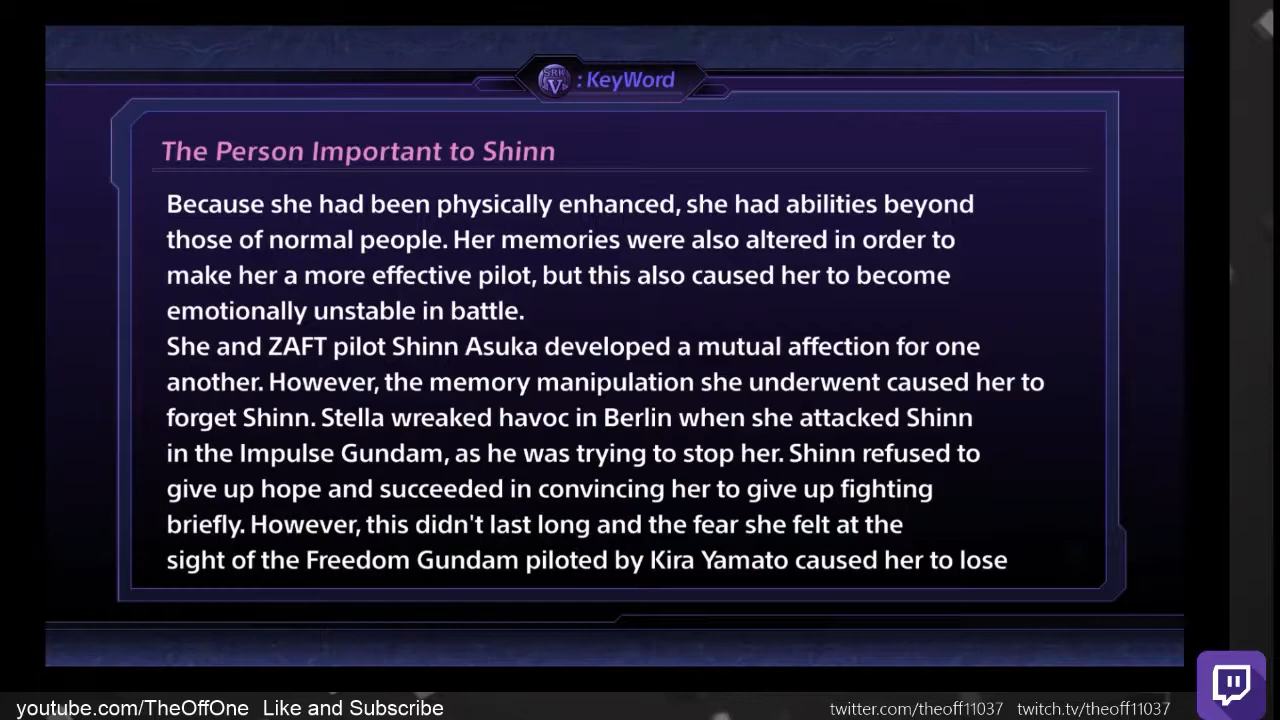 SRW
V : KeyWord
The Person Important to Shinn
Because she had been physically enhanced, she had abilities beyond
those of normal people. Her memories were also altered in order to
make her a more effective pilot, but this also caused her to become
emotionally unstable in battle.
She and ZAFT pilot Shinn Asuka developed a mutual affection for one
another. However, the memory manipulation she underwent caused her to
forget Shinn. Stella wreaked havoc in Berlin when she attacked Shinn
in the Impulse Gundam, as he was trying to stop her. Shinn refused to
give up hope and succeeded in convincing her to give up fighting
briefly. However, this didn't last long and the fear she felt at the
sight of the Freedom Gundam piloted by Kira Yamato caused her to lose
youtube.com/TheOffOne Like and Subscribe
twitter.com/theoff11037 twitch.tv/theoff11037